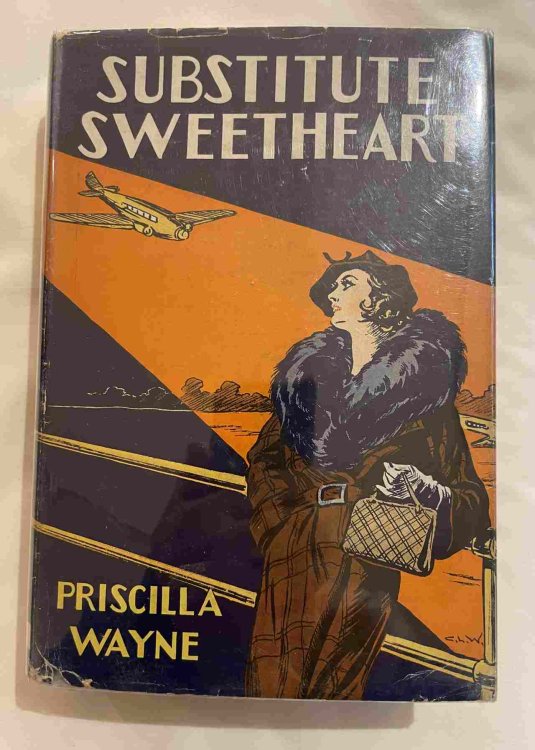 SUBSTITUTE
SWEETHEART
PRISCILLA
WAYNE
C.L.W.